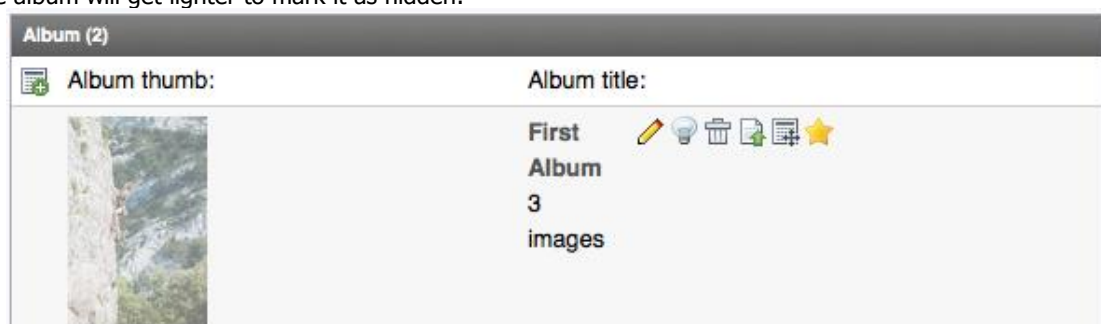 e album will get lighter to mark it as hidden.
Album (2)
Album thumb: Album title:
First
Album
3
images